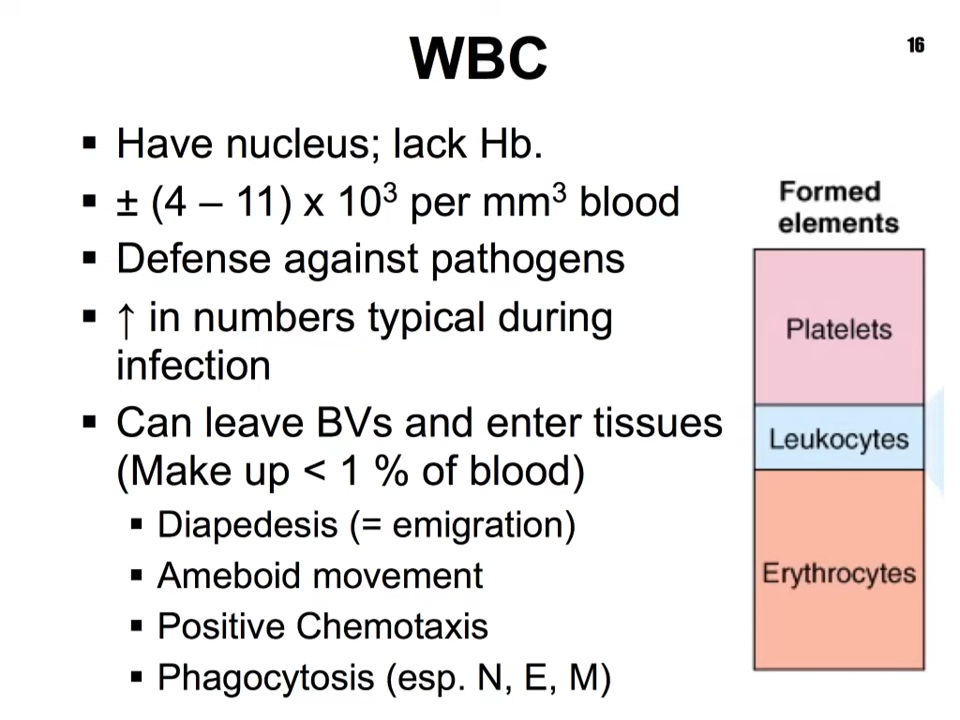 WBC
16
▪ Have nucleus; lack Hb.
▪ ± (4 – 11) x 10³ per mm³ blood
▪ Defense against pathogens
▪ ↑ in numbers typical during
infection
▪ Can leave BVs and enter tissues
(Make up < 1 % of blood)
▪ Diapedesis (= emigration)
▪ Ameboid movement
▪ Positive Chemotaxis
▪ Phagocytosis (esp. N, E, M)
Formed
elements
Platelets
Leukocytes
Erythrocytes